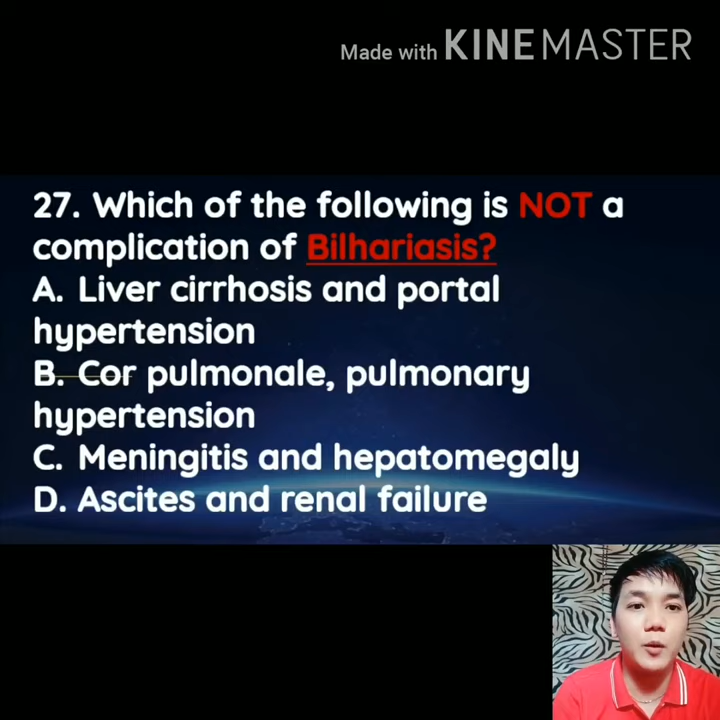 Made with KINEMASTER
27. Which of the following is NOT a
complication of Bilhariasis?
A. Liver cirrhosis and portal
hypertension
B. Cor pulmonale, pulmonary
hypertension
C. Meningitis and hepatomegaly
D. Ascites and renal failure